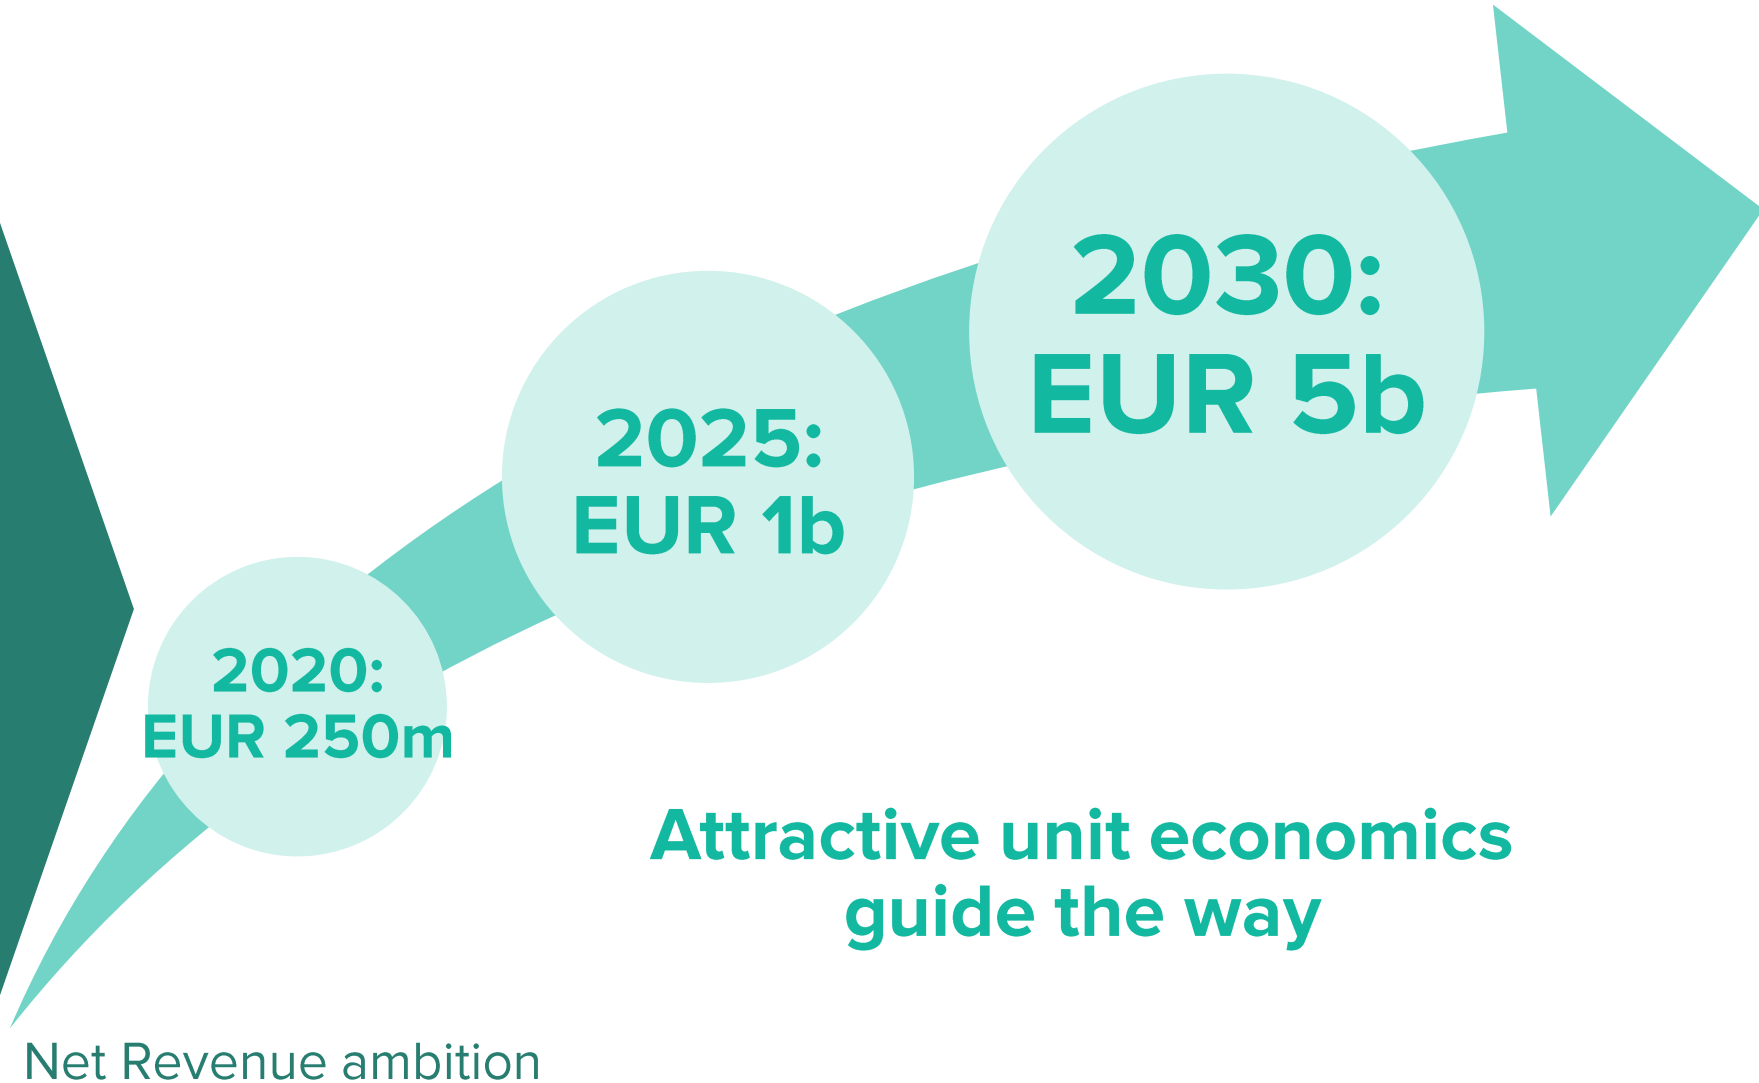 2030:
EUR 5b
2025:
EUR 1b
2020:
EUR 250m
Attractive unit economics
guide the way
Net Revenue ambition